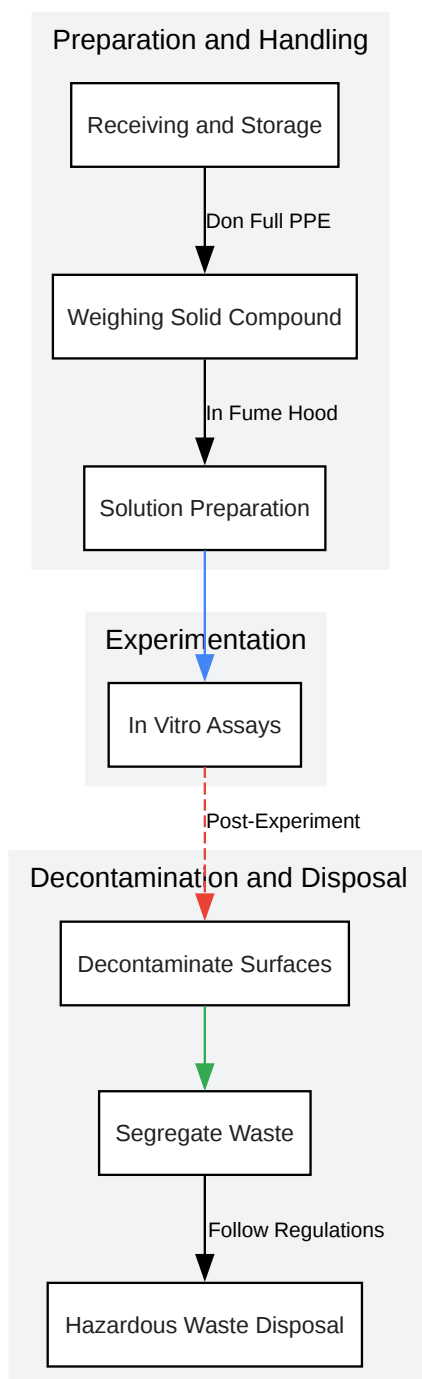 Preparation and Handling
Receiving and Storage
Don Full PPE
Weighing Solid Compound
In Fume Hood
Solution Preparation
Experimentation
In Vitro Assays
Post-Experiment
Decontamination and Disposal
Decontaminate Surfaces
Segregate Waste
Follow Regulations
Hazardous Waste Disposal